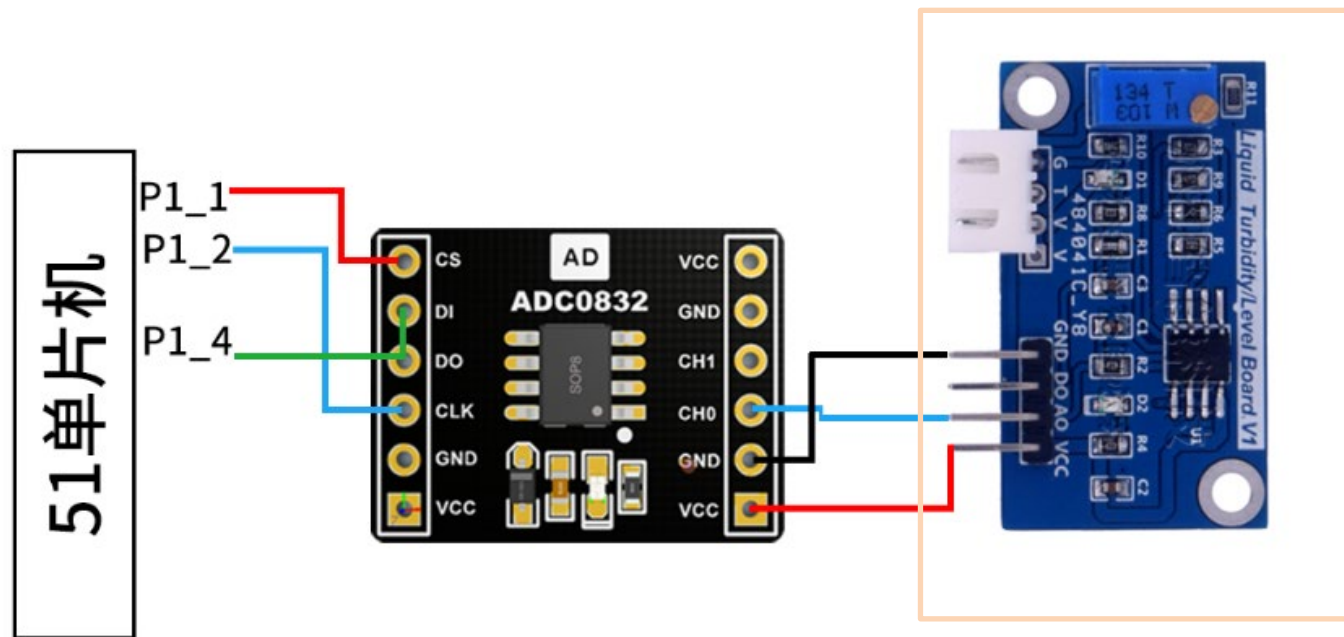 51单片机
P1_1
P1_2
P1_4
CS
DI
DO
CLK
GND
VCC
AD
ADC0832
SOP8
VCC
GND
CH1
CH0
GND
VCC
134 T
103 W
R11
G T V V
4B4041C_Y8
GND DO AO VCC
R10
D1
R8
R1
C3
C1
R2
D2
R4
C2
R3
R9
R6
R5
U1
Liquid Turbidity/Level Board V1